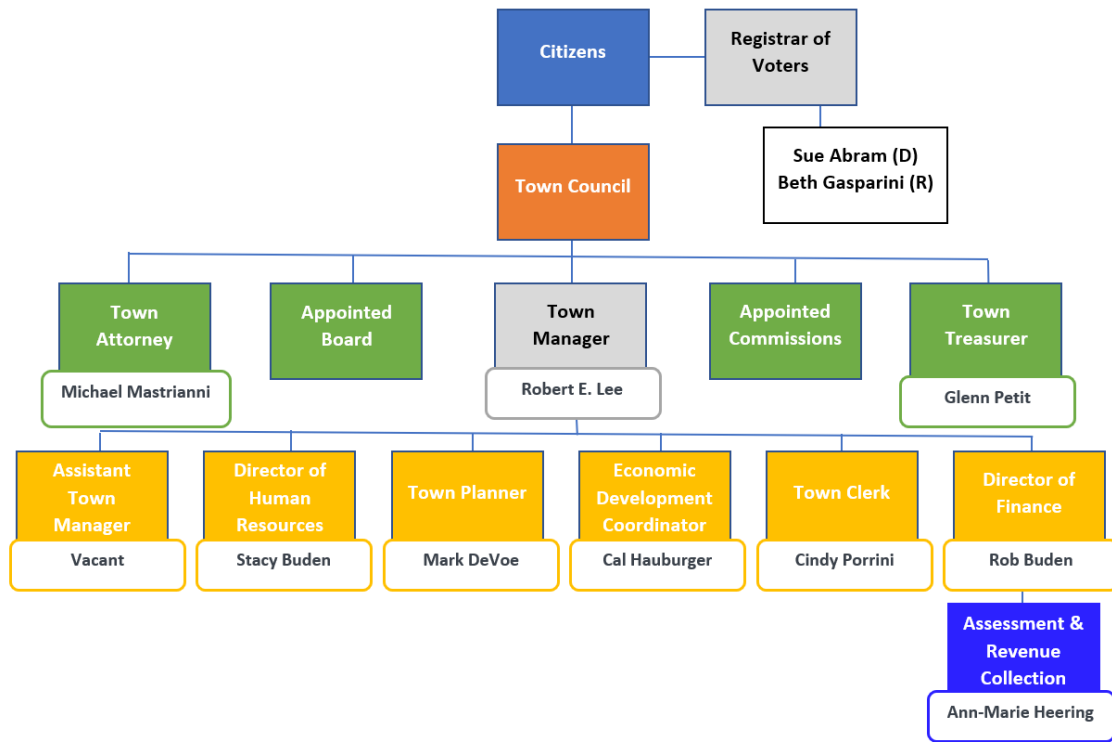 Citizens
Registrar of
Voters
Sue Abram (D)
Beth Gasparini (R)
Town Council
Town
Attorney
Michael Mastrianni
Appointed
Board
Town
Manager
Robert E. Lee
Appointed
Commissions
Town
Treasurer
Glenn Petit
Assistant
Town
Manager
Vacant
Director of
Human
Resources
Stacy Buden
Town Planner
Mark DeVoe
Economic
Development
Coordinator
Cal Hauburger
Town Clerk
Cindy Porrini
Director of
Finance
Rob Buden
Assessment &
Revenue
Collection
Ann-Marie Heering